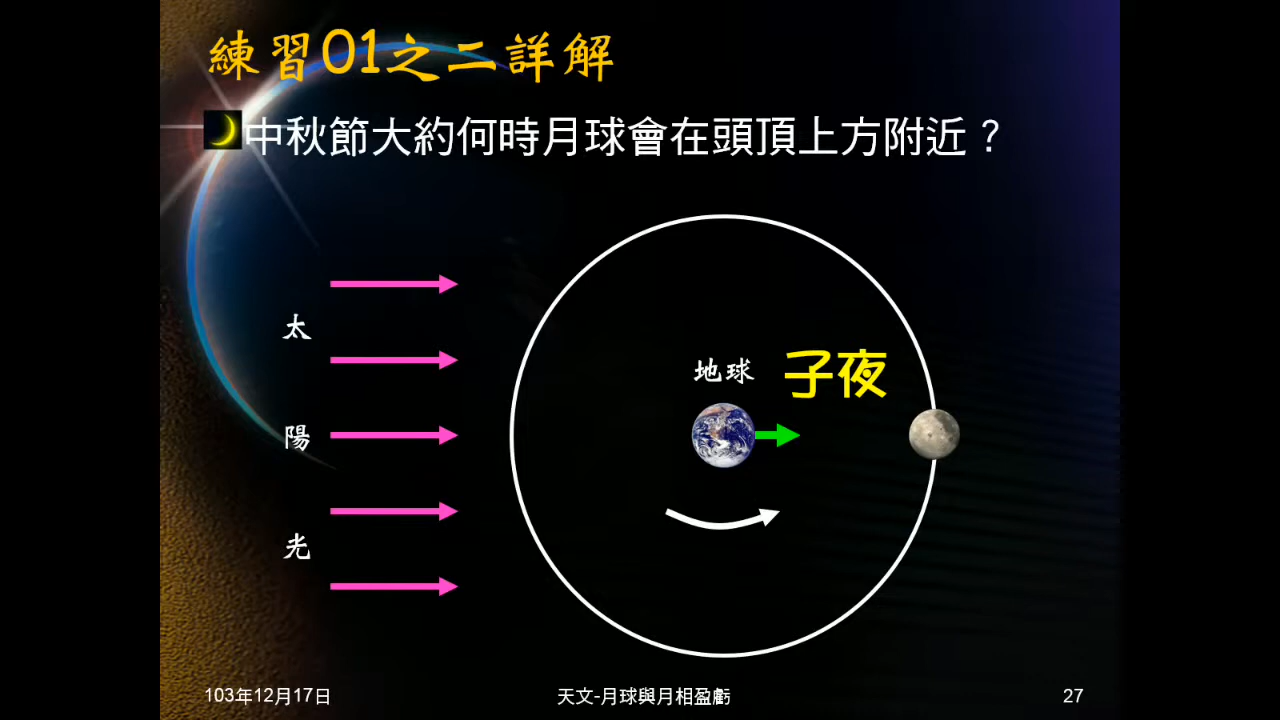 練習01之二詳解
中秋節大約何時月球會在頭頂上方附近？
太
陽
光
地球
子夜
103年12月17日
天文-月球與月相盈虧
27